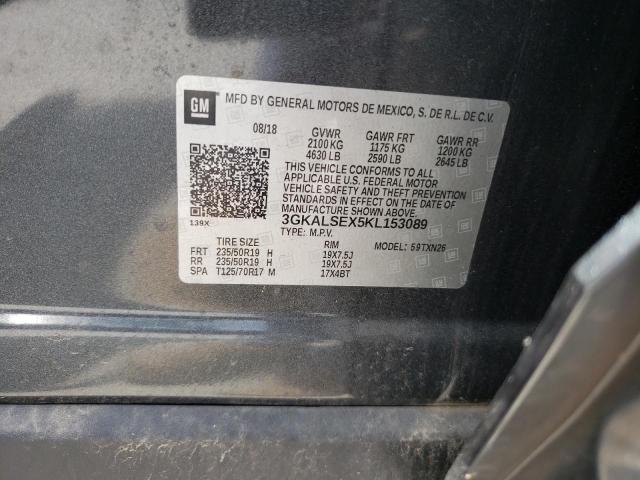 GM
MFD BY GENERAL MOTORS DE MEXICO, S. DE R.L. DE C.V.
08/18 GVWR GAWR FRT GAWR RR
2100 KG 1175 KG 1200 KG
4630 LB 2590 LB 2645 LB
THIS VEHICLE CONFORMS TO ALL
APPLICABLE U.S. FEDERAL MOTOR
VEHICLE SAFETY AND THEFT PREVENTION
STANDARDS IN EFFECT ON THE DATE OF
MANUFACTURE SHOWN ABOVE.
139X 3GKALSEX5KL153089
TYPE: M.P.V.
TIRE SIZE RIM MODEL: 59TXN26
FRT 235/50R19 H 19X7.5J
RR 235/50R19 H 19X7.5J
SPA T125/70R17 M 17X4BT